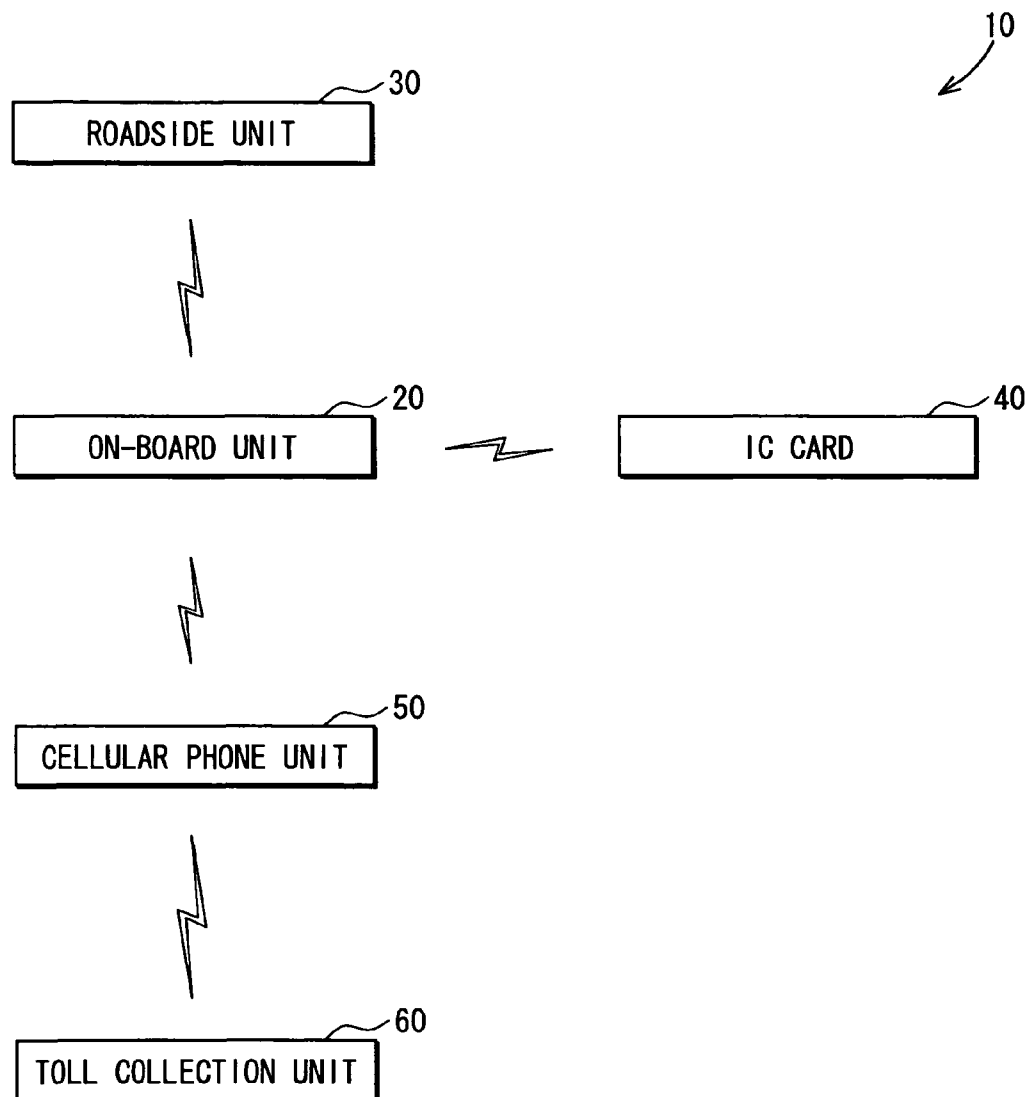 10
30
ROADSIDE UNIT
20
ON-BOARD UNIT
40
IC CARD
50
CELLULAR PHONE UNIT
60
TOLL COLLECTION UNIT